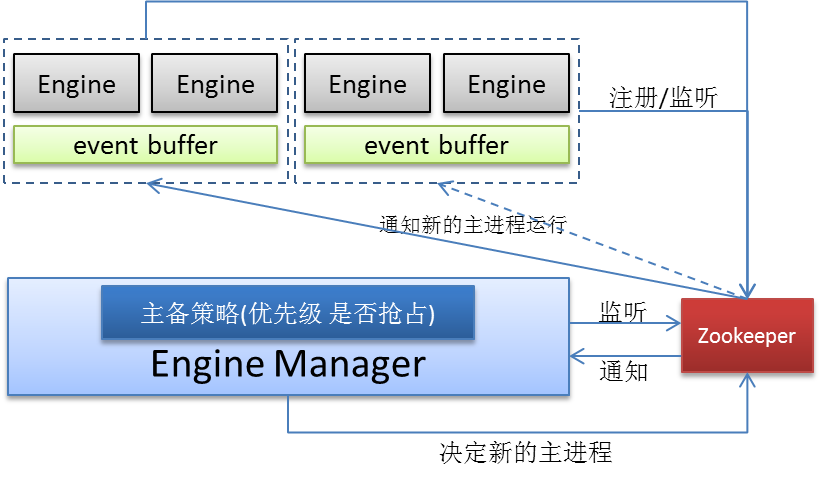 Engine
Engine
Engine
Engine
event buffer
event buffer
注册/监听
通知新的主进程运行
主备策略(优先级 是否抢占)
Engine Manager
监听
通知
Zookeeper
决定新的主进程